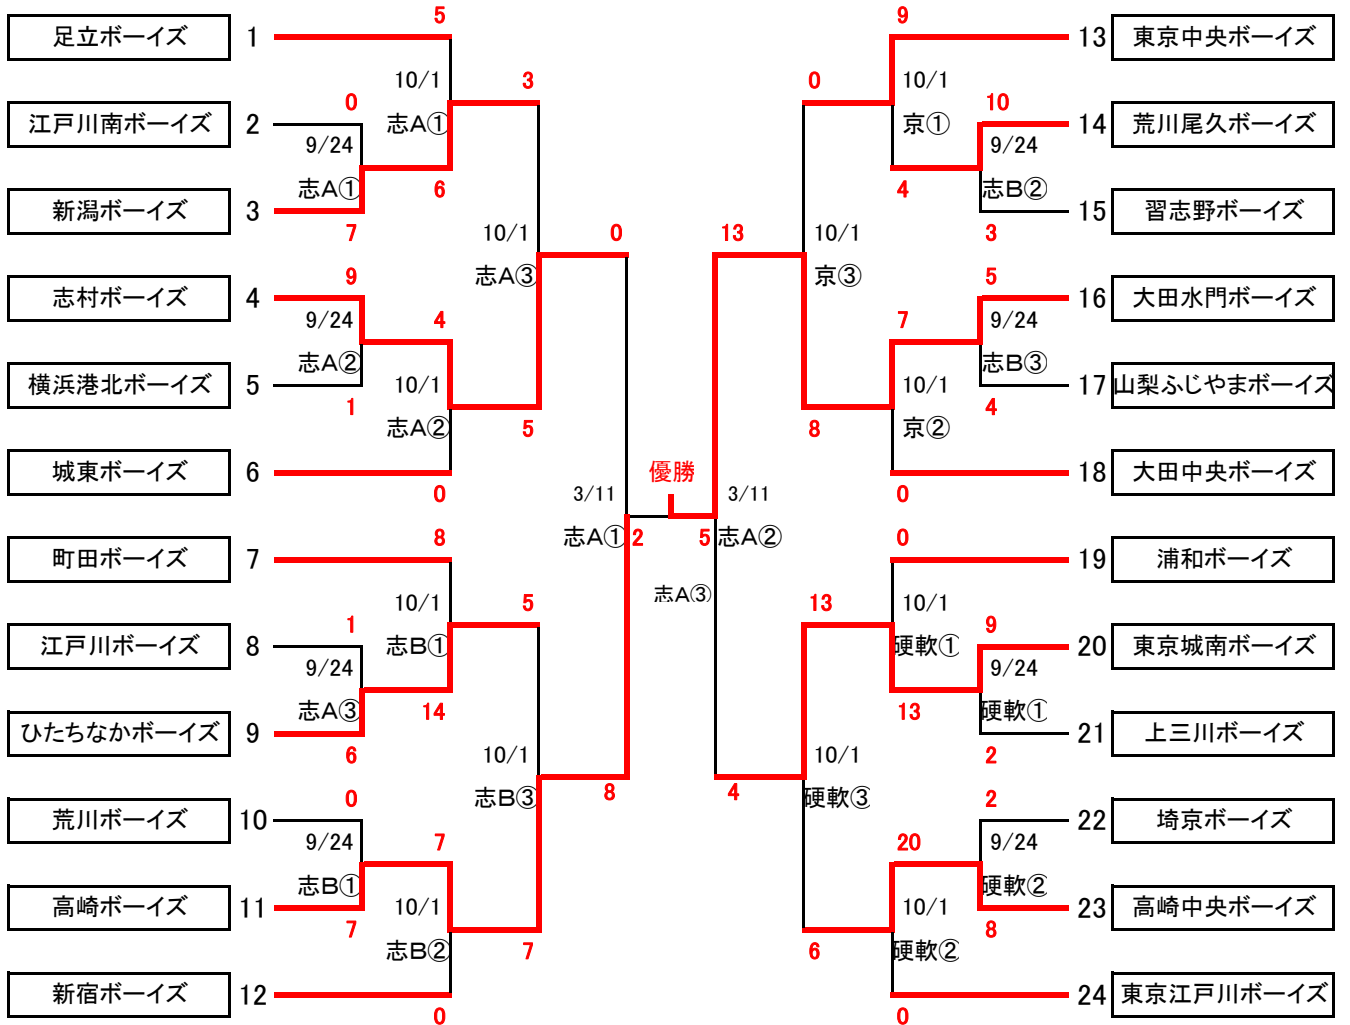 足立ボーイズ 1
江戸川南ボーイズ 2
新潟ボーイズ 3
志村ボーイズ 4
横浜港北ボーイズ 5
城東ボーイズ 6
町田ボーイズ 7
江戸川ボーイズ 8
ひたちなかボーイズ 9
荒川ボーイズ 10
高崎ボーイズ 11
新宿ボーイズ 12
0
9/24
志A①
7
9
9/24
志A②
1
1
9/24
志A③
6
0
9/24
志B①
7
5
10/1
志A①
6
4
10/1
志A②
0
8
10/1
志B①
14
7
10/1
志B②
0
3
10/1
志A③
5
5
10/1
志B③
7
0
3/11
志A①
8
優勝
2 5
志A③
13
3/11
志A②
4
0
10/1
京③
8
13
10/1
硬軟③
6
9
10/1
京①
4
7
10/1
京②
0
0
10/1
硬軟①
13
20
10/1
硬軟②
0
10
9/24
志B②
3
5
9/24
志B③
4
9
9/24
硬軟①
2
2
9/24
硬軟②
8
13 東京中央ボーイズ
14 荒川尾久ボーイズ
15 習志野ボーイズ
16 大田水門ボーイズ
17 山梨ふじやまボーイズ
18 大田中央ボーイズ
19 浦和ボーイズ
20 東京城南ボーイズ
21 上三川ボーイズ
22 埼京ボーイズ
23 高崎中央ボーイズ
24 東京江戸川ボーイズ